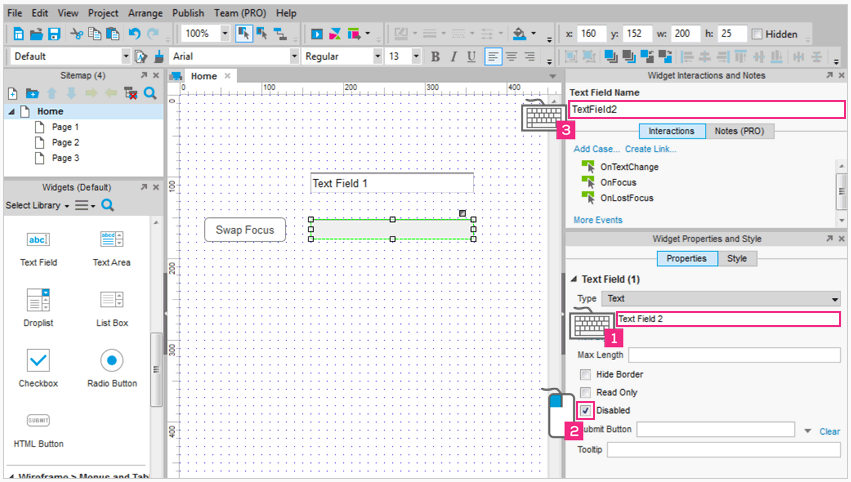 File Edit View Project Arrange Publish Team (PRO) Help
100% x: 160 y: 152 w: 200 h: 25 Hidden
Default Arial Regular 13 B I U
Sitemap (4)
Home
Page 1
Page 2
Page 3
Widgets (Default)
Select Library
abc
Text Field
abc
Text Area
Droplist
List Box
Checkbox
Radio Button
SUBMIT
HTML Button
Wireframe > Menus and Tab
Home
0 100 200 300 400
0
100
200
300
400
Text Field 1
Swap Focus
Widget Interactions and Notes
Text Field Name
TextField2
3
Interactions Notes (PRO)
Add Case... Create Link...
OnTextChange
OnFocus
OnLostFocus
More Events
Widget Properties and Style
Properties Style
Text Field (1)
Type Text
Text Field 2
1
Max Length
Hide Border
Read Only
Disabled
2
ubmit Button Clear
Tooltip